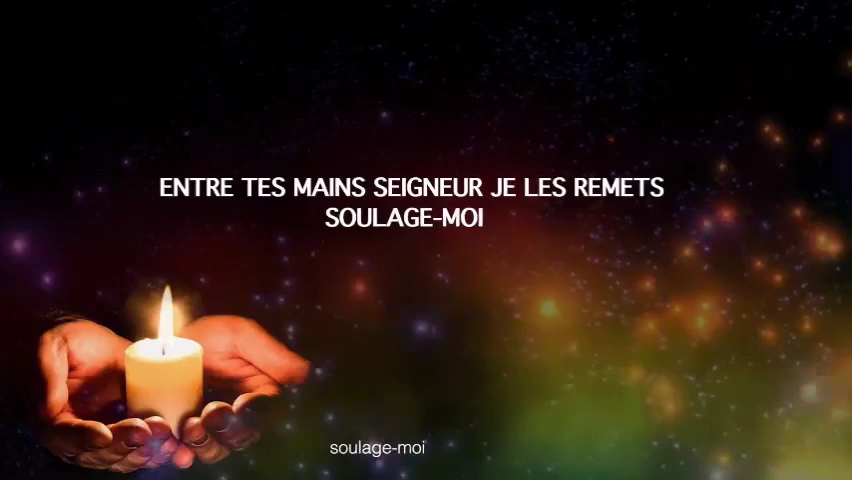 ENTRE TES MAINS SEIGNEUR JE LES REMETS
SOULAGE-MOI
soulage-moi